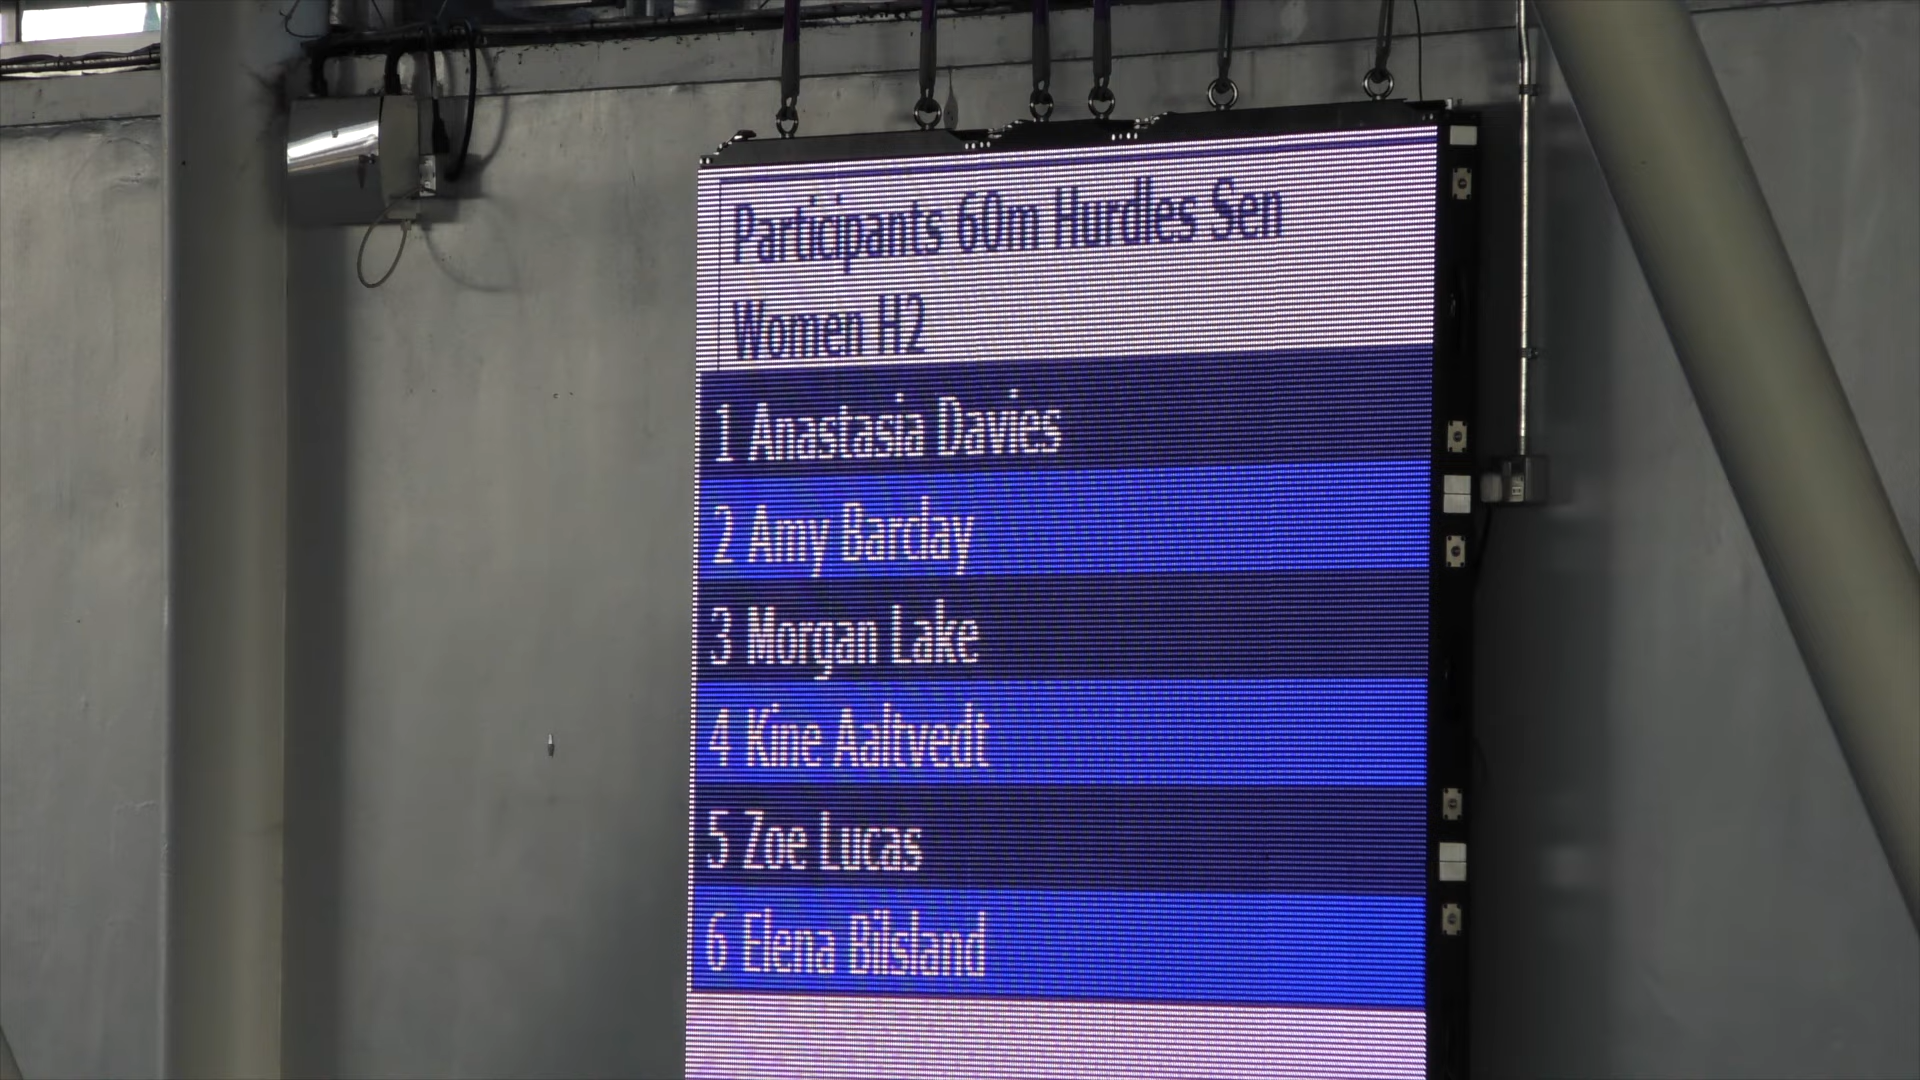 Participants 60m Hurdles Sen
Women H2
1 Anastasia Davies
2 Amy Barclay
3 Morgan Lake
4 Kine Aaltvedt
5 Zoe Lucas
6 Elena Bilsland